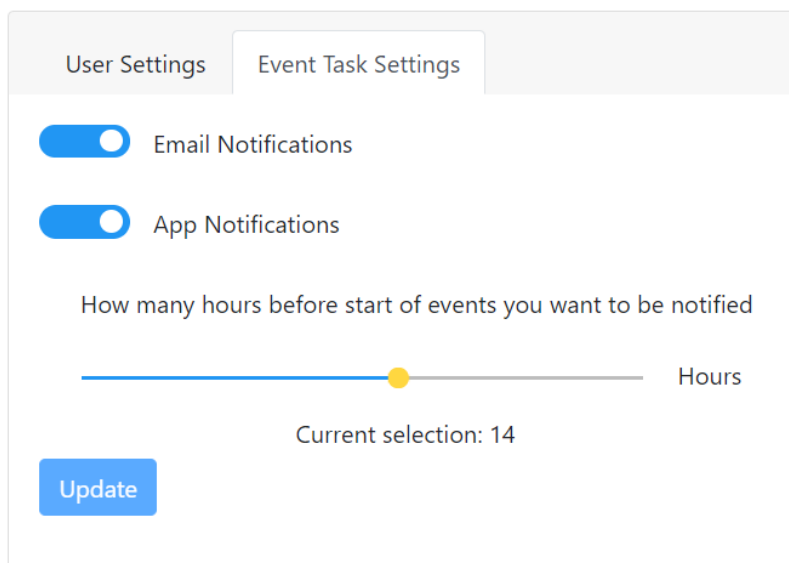 User Settings Event Task Settings
Email Notifications
App Notifications
How many hours before start of events you want to be notified
Hours
Current selection: 14
Update